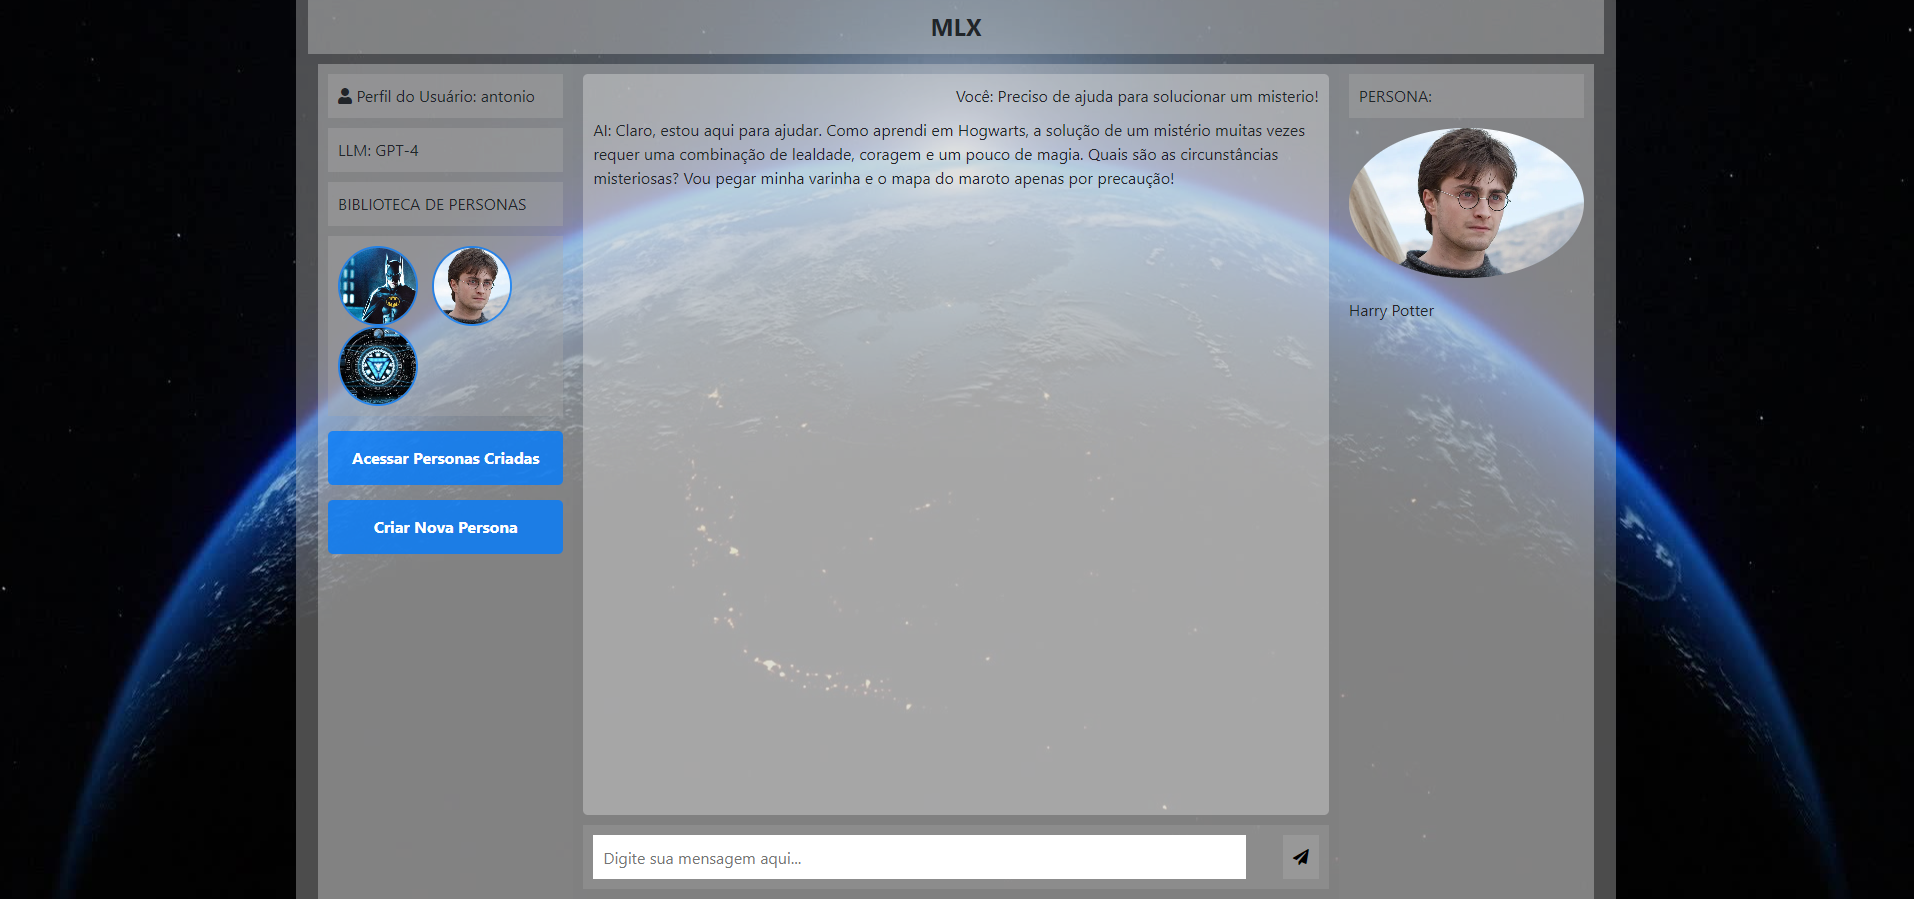 MLX
Perfil do Usuário: antonio
LLM: GPT-4
BIBLIOTECA DE PERSONAS
Acessar Personas Criadas
Criar Nova Persona
Você: Preciso de ajuda para solucionar um misterio!
AI: Claro, estou aqui para ajudar. Como aprendi em Hogwarts, a solução de um mistério muitas vezes
requer uma combinação de lealdade, coragem e um pouco de magia. Quais são as circunstâncias
misteriosas? Vou pegar minha varinha e o mapa do maroto apenas por precaução!
Digite sua mensagem aqui...
PERSONA:
Harry Potter